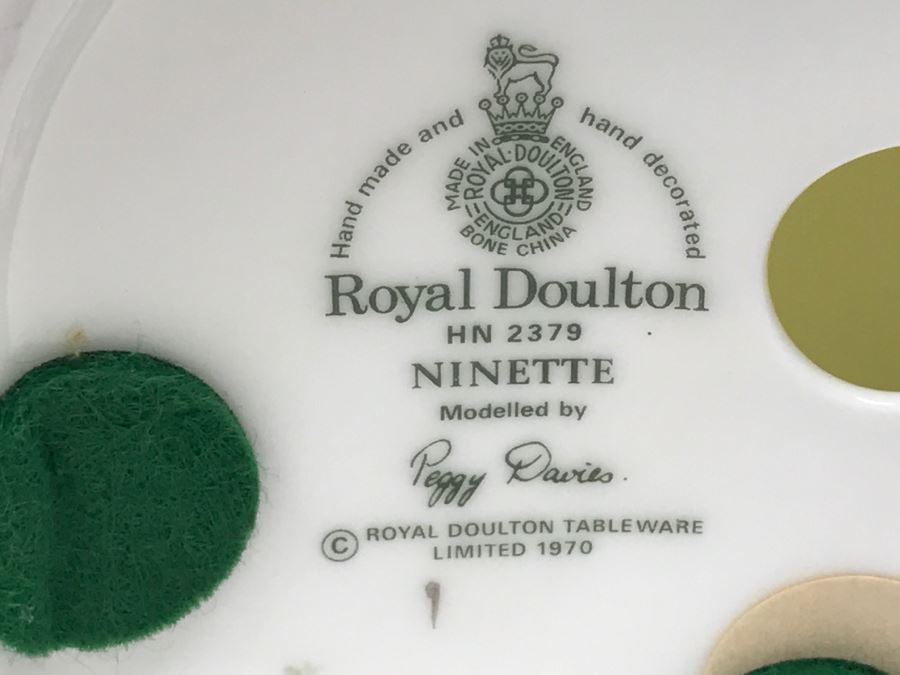 Hand made and hand decorated
MADE IN ENGLAND
ROYAL·DOULTON
ENGLAND
BONE CHINA
Royal Doulton
HN 2379
NINETTE
Modelled by
Peggy Davies.
© ROYAL DOULTON TABLEWARE
LIMITED 1970